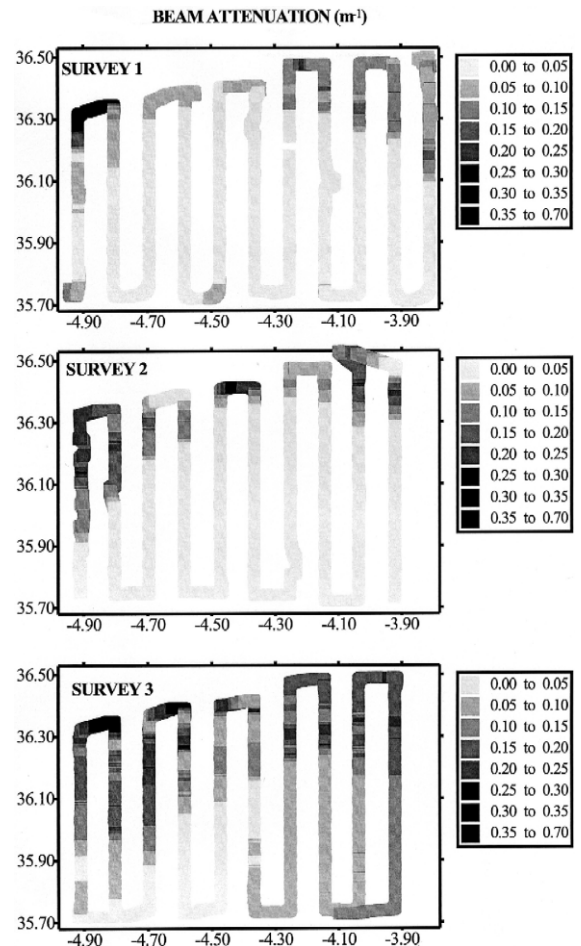 BEAM ATTENUATION (m-1)
SURVEY 1
36.50
36.30
36.10
35.90
35.70
-4.90 -4.70 -4.50 -4.30 -4.10 -3.90
0.00 to 0.05
0.05 to 0.10
0.10 to 0.15
0.15 to 0.20
0.20 to 0.25
0.25 to 0.30
0.30 to 0.35
0.35 to 0.70
SURVEY 2
36.50
36.30
36.10
35.90
35.70
-4.90 -4.70 -4.50 -4.30 -4.10 -3.90
0.00 to 0.05
0.05 to 0.10
0.10 to 0.15
0.15 to 0.20
0.20 to 0.25
0.25 to 0.30
0.30 to 0.35
0.35 to 0.70
SURVEY 3
36.50
36.30
36.10
35.90
35.70
-4.90 -4.70 -4.50 -4.30 -4.10 -3.90
0.00 to 0.05
0.05 to 0.10
0.10 to 0.15
0.15 to 0.20
0.20 to 0.25
0.25 to 0.30
0.30 to 0.35
0.35 to 0.70